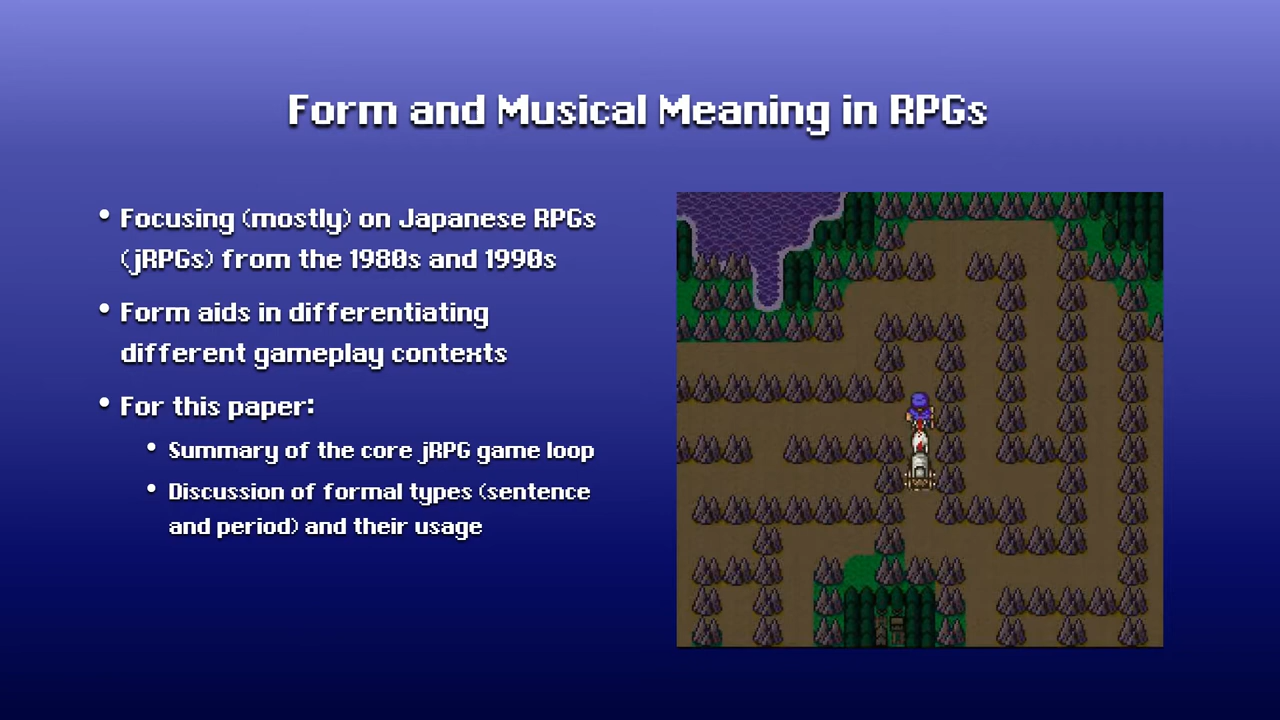 Form and Musical Meaning in RPGs
• Focusing (mostly) on Japanese RPGs
(jRPGs) from the 1980s and 1990s
• Form aids in differentiating
different gameplay contexts
• For this paper:
• Summary of the core jRPG game loop
• Discussion of formal types (sentence
and period) and their usage